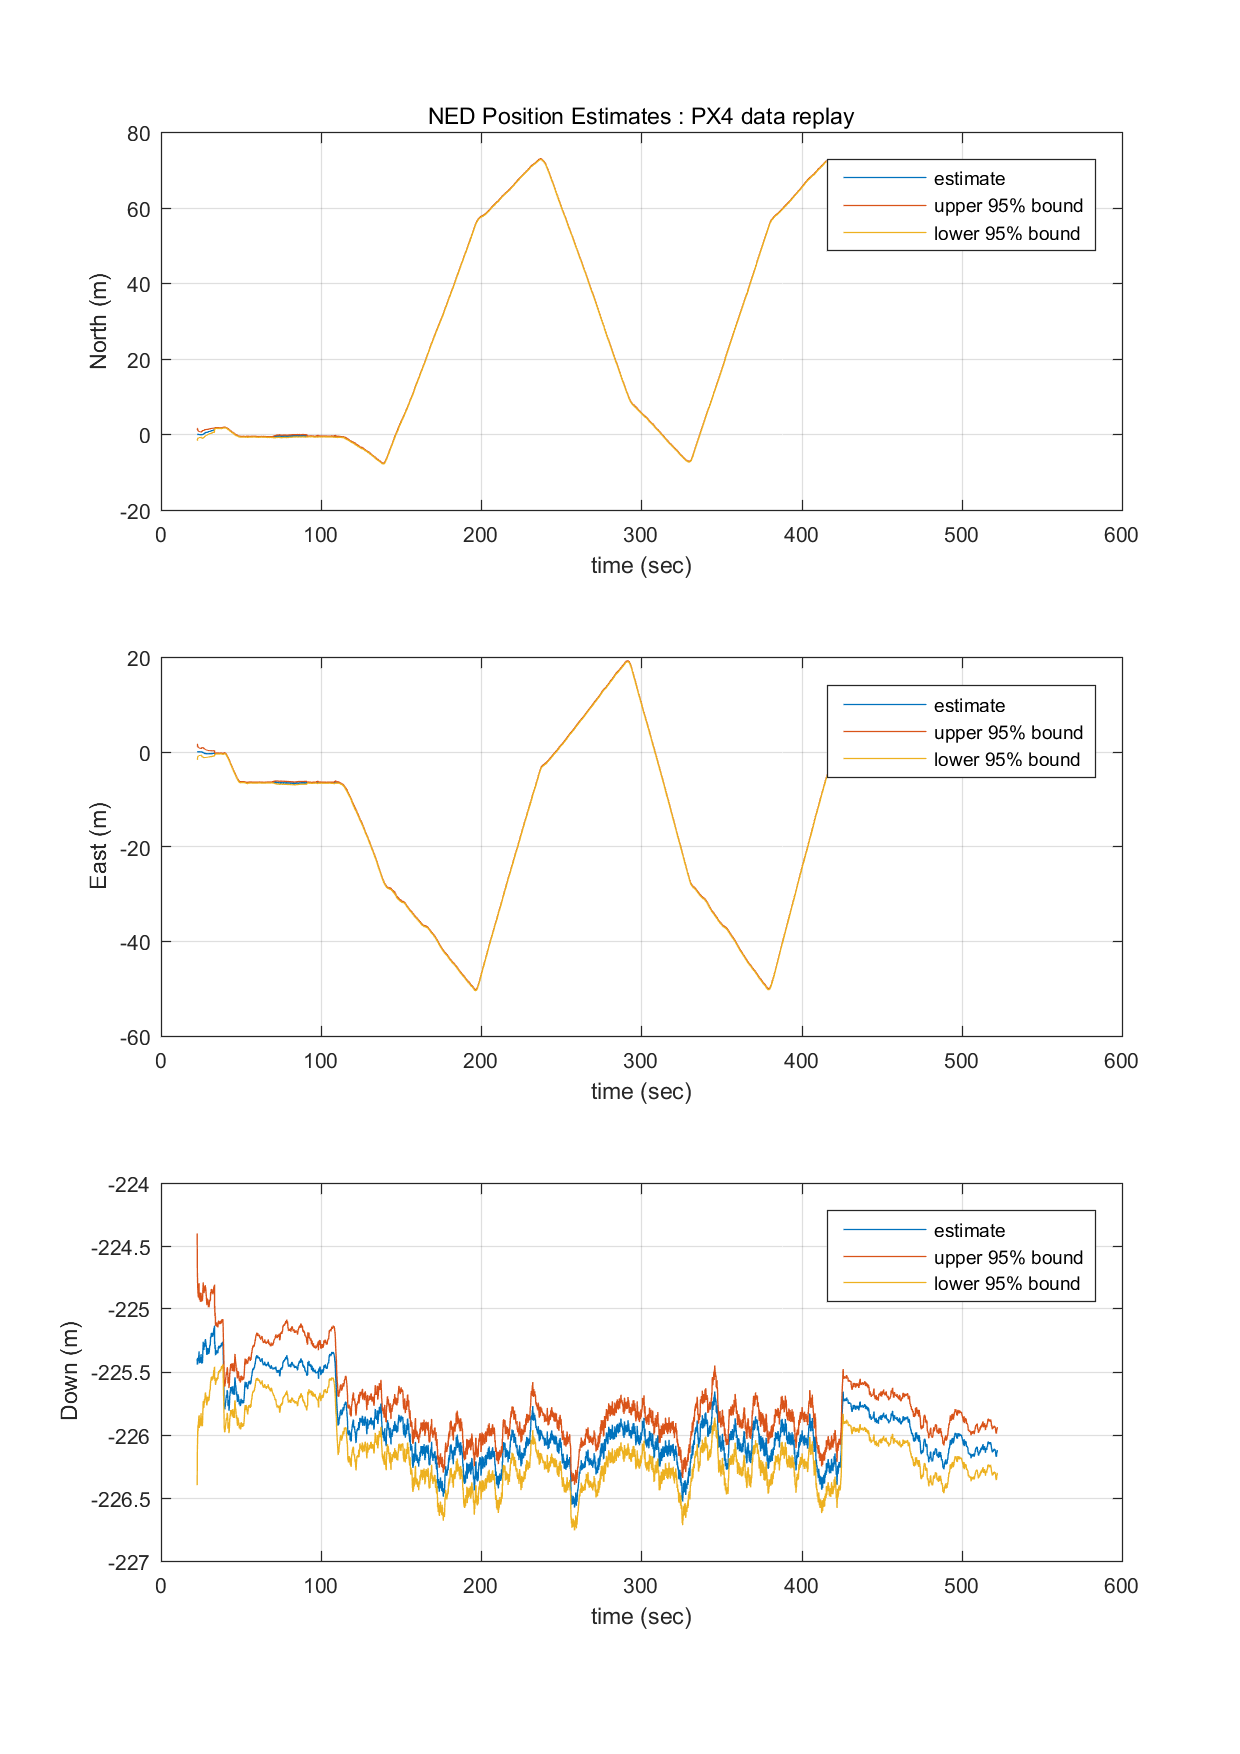 NED Position Estimates : PX4 data replay
80
60
40
20
0
-20
North (m)
estimate
upper 95% bound
lower 95% bound
0 100 200 300 400 500 600
time (sec)
20
0
-20
-40
-60
East (m)
estimate
upper 95% bound
lower 95% bound
0 100 200 300 400 500 600
time (sec)
-224
-224.5
-225
-225.5
-226
-226.5
-227
Down (m)
estimate
upper 95% bound
lower 95% bound
0 100 200 300 400 500 600
time (sec)